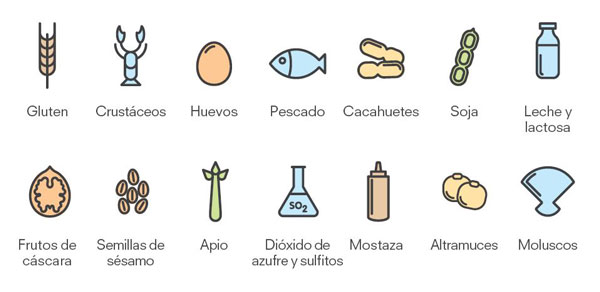 Gluten
Crustáceos
Huevos
Pescado
Cacahuetes
Soja
Leche y
lactosa
SO2
Frutos de
cáscara
Semillas de
sésamo
Apio
Dióxido de
azufre y sulfitos
Mostaza
Altramuces
Moluscos